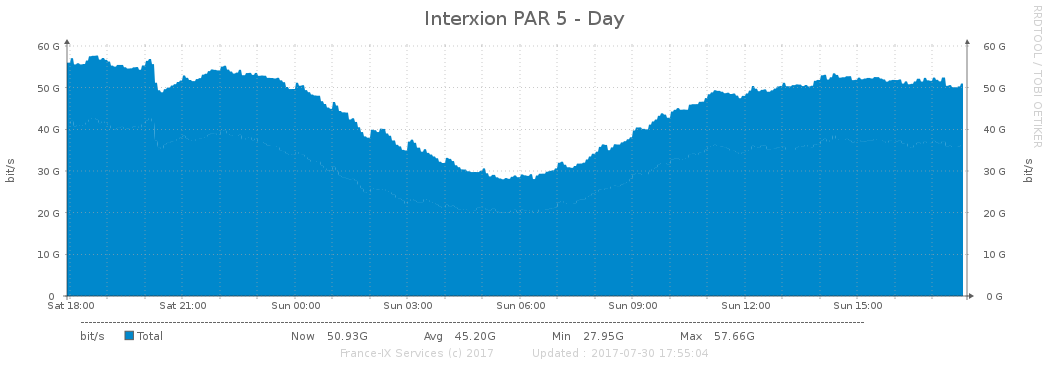 Interxion PAR 5 - Day
RRDTOOL / TOBI OETIKER
60 G 60 G
50 G 50 G
40 G 40 G
30 G 30 G
20 G 20 G
10 G 10 G
0 0 G
bit/s bit/s
Sat 18:00 Sat 21:00 Sun 00:00 Sun 03:00 Sun 06:00 Sun 09:00 Sun 12:00 Sun 15:00
bit/s Total Now 50.93G Avg 45.20G Min 27.95G Max 57.66G
France-IX Services (c) 2017 Updated : 2017-07-30 17:55:04